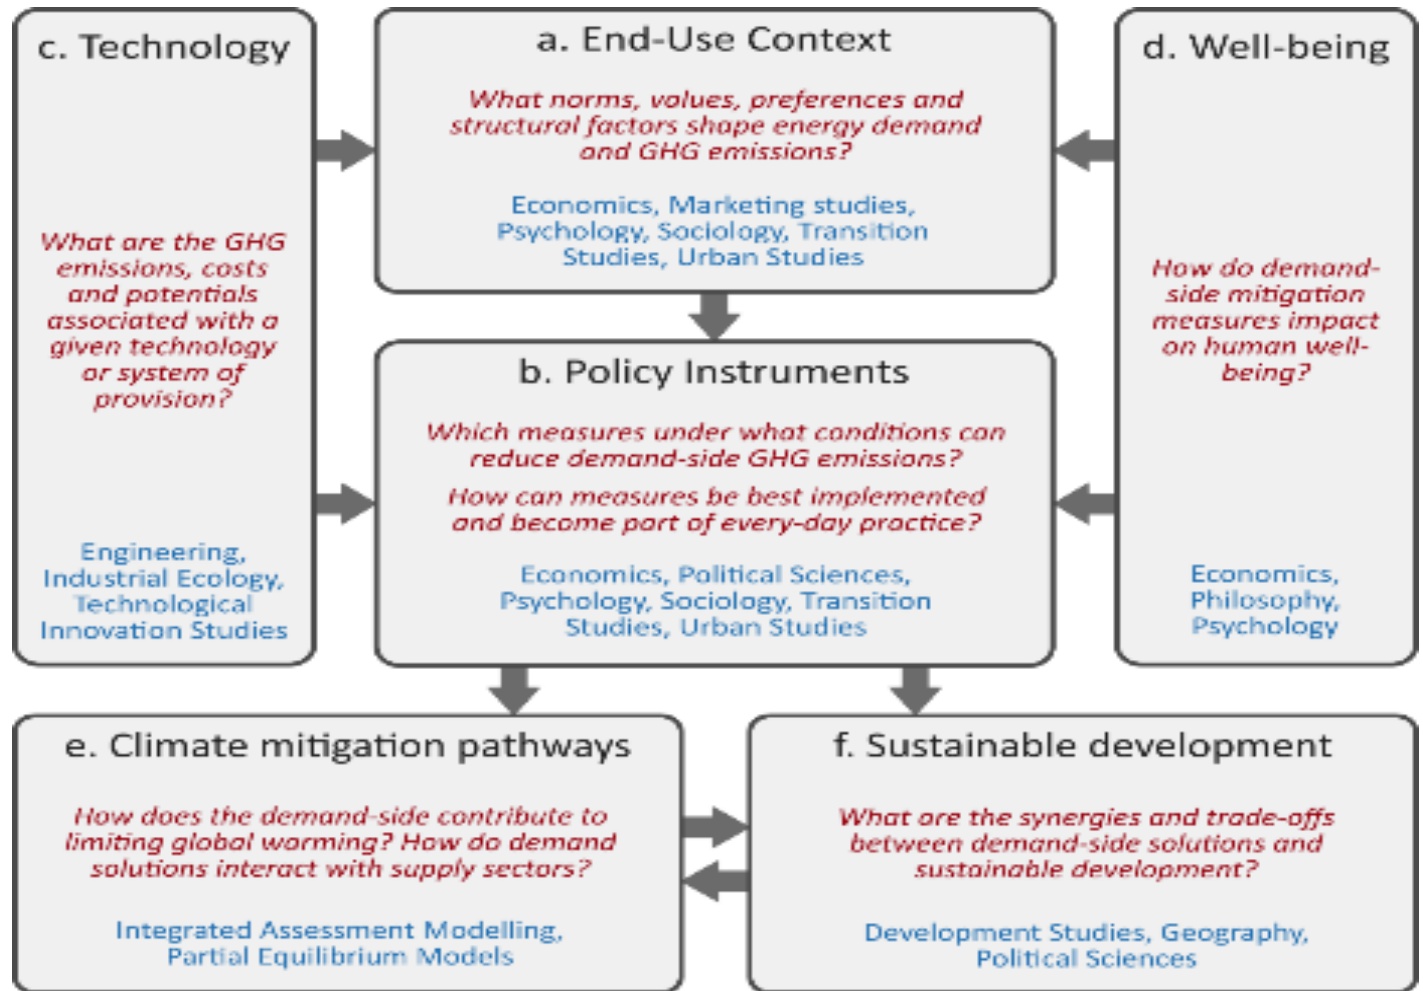 c. Technology
What are the GHG
emissions, costs
and potentials
associated with a
given technology
or system of
provision?
Engineering,
Industrial Ecology,
Technological
Innovation Studies
a. End-Use Context
What norms, values, preferences and
structural factors shape energy demand
and GHG emissions?
Economics, Marketing studies,
Psychology, Sociology, Transition
Studies, Urban Studies
d. Well-being
How do demand-
side mitigation
measures impact
on human well-
being?
Economics,
Philosophy,
Psychology
b. Policy Instruments
Which measures under what conditions can
reduce demand-side GHG emissions?
How can measures be best implemented
and become part of every-day practice?
Economics, Political Sciences,
Psychology, Sociology, Transition
Studies, Urban Studies
e. Climate mitigation pathways
How does the demand-side contribute to
limiting global warming? How do demand
solutions interact with supply sectors?
Integrated Assessment Modelling,
Partial Equilibrium Models
f. Sustainable development
What are the synergies and trade-offs
between demand-side solutions and
sustainable development?
Development Studies, Geography,
Political Sciences